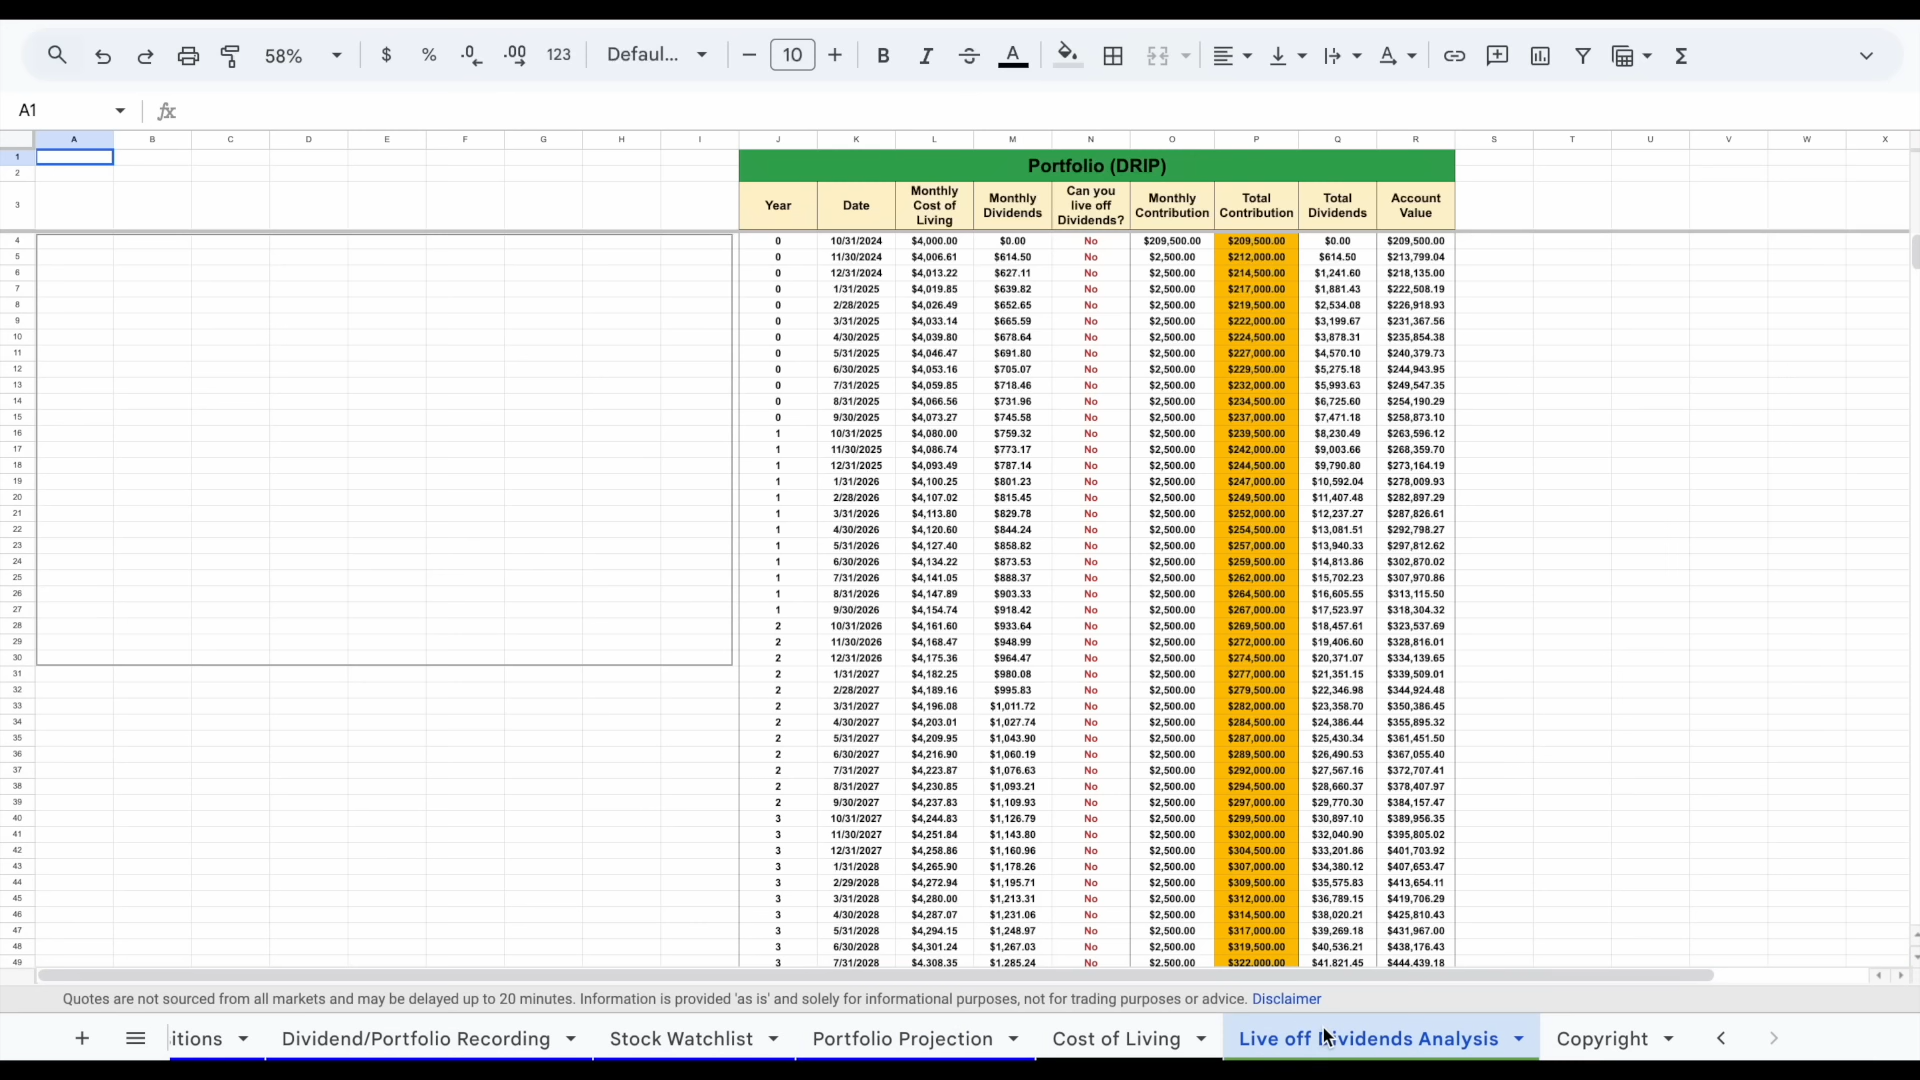 58% $ % .0 .00 123 Defaul... 10 B I A A Σ
A1 fx
A B C D E F G H I J K L M N O P Q R S T U V W X
1 Portfolio (DRIP)
2
3 Year Date Monthly Cost of Living Monthly Dividends Can you live off Dividends? Monthly Contribution Total Contribution Total Dividends Account Value
4 0 10/31/2024 $4,000.00 $0.00 No $209,500.00 $209,500.00 $0.00 $209,500.00
5 0 11/30/2024 $4,006.61 $614.50 No $2,500.00 $212,000.00 $614.50 $213,799.04
6 0 12/31/2024 $4,013.22 $627.11 No $2,500.00 $214,500.00 $1,241.60 $218,135.00
7 0 1/31/2025 $4,019.85 $639.82 No $2,500.00 $217,000.00 $1,881.43 $222,508.19
8 0 2/28/2025 $4,026.49 $652.65 No $2,500.00 $219,500.00 $2,534.08 $226,918.93
9 0 3/31/2025 $4,033.14 $665.59 No $2,500.00 $222,000.00 $3,199.67 $231,367.56
10 0 4/30/2025 $4,039.80 $678.64 No $2,500.00 $224,500.00 $3,878.31 $235,854.38
11 0 5/31/2025 $4,046.47 $691.80 No $2,500.00 $227,000.00 $4,570.10 $240,379.73
12 0 6/30/2025 $4,053.16 $705.07 No $2,500.00 $229,500.00 $5,275.18 $244,943.95
13 0 7/31/2025 $4,059.85 $718.46 No $2,500.00 $232,000.00 $5,993.63 $249,547.35
14 0 8/31/2025 $4,066.56 $731.96 No $2,500.00 $234,500.00 $6,725.60 $254,190.29
15 0 9/30/2025 $4,073.27 $745.58 No $2,500.00 $237,000.00 $7,471.18 $258,873.10
16 1 10/31/2025 $4,080.00 $759.32 No $2,500.00 $239,500.00 $8,230.49 $263,596.12
17 1 11/30/2025 $4,086.74 $773.17 No $2,500.00 $242,000.00 $9,003.66 $268,359.70
18 1 12/31/2025 $4,093.49 $787.14 No $2,500.00 $244,500.00 $9,790.80 $273,164.19
19 1 1/31/2026 $4,100.25 $801.23 No $2,500.00 $247,000.00 $10,592.04 $278,009.93
20 1 2/28/2026 $4,107.02 $815.45 No $2,500.00 $249,500.00 $11,407.48 $282,897.29
21 1 3/31/2026 $4,113.80 $829.78 No $2,500.00 $252,000.00 $12,237.27 $287,826.61
22 1 4/30/2026 $4,120.60 $844.24 No $2,500.00 $254,500.00 $13,081.51 $292,798.27
23 1 5/31/2026 $4,127.40 $858.82 No $2,500.00 $257,000.00 $13,940.33 $297,812.62
24 1 6/30/2026 $4,134.22 $873.53 No $2,500.00 $259,500.00 $14,813.86 $302,870.02
25 1 7/31/2026 $4,141.05 $888.37 No $2,500.00 $262,000.00 $15,702.23 $307,970.86
26 1 8/31/2026 $4,147.89 $903.33 No $2,500.00 $264,500.00 $16,605.55 $313,115.50
27 1 9/30/2026 $4,154.74 $918.42 No $2,500.00 $267,000.00 $17,523.97 $318,304.32
28 2 10/31/2026 $4,161.60 $933.64 No $2,500.00 $269,500.00 $18,457.61 $323,537.69
29 2 11/30/2026 $4,168.47 $948.99 No $2,500.00 $272,000.00 $19,406.60 $328,816.01
30 2 12/31/2026 $4,175.36 $964.47 No $2,500.00 $274,500.00 $20,371.07 $334,139.65
31 2 1/31/2027 $4,182.25 $980.08 No $2,500.00 $277,000.00 $21,351.15 $339,509.01
32 2 2/28/2027 $4,189.16 $995.83 No $2,500.00 $279,500.00 $22,346.98 $344,924.48
33 2 3/31/2027 $4,196.08 $1,011.72 No $2,500.00 $282,000.00 $23,358.70 $350,386.45
34 2 4/30/2027 $4,203.01 $1,027.74 No $2,500.00 $284,500.00 $24,386.44 $355,895.32
35 2 5/31/2027 $4,209.95 $1,043.90 No $2,500.00 $287,000.00 $25,430.34 $361,451.50
36 2 6/30/2027 $4,216.90 $1,060.19 No $2,500.00 $289,500.00 $26,490.53 $367,055.40
37 2 7/31/2027 $4,223.87 $1,076.63 No $2,500.00 $292,000.00 $27,567.16 $372,707.41
38 2 8/31/2027 $4,230.85 $1,093.21 No $2,500.00 $294,500.00 $28,660.37 $378,407.97
39 2 9/30/2027 $4,237.83 $1,109.93 No $2,500.00 $297,000.00 $29,770.30 $384,157.47
40 3 10/31/2027 $4,244.83 $1,126.79 No $2,500.00 $299,500.00 $30,897.10 $389,956.35
41 3 11/30/2027 $4,251.84 $1,143.80 No $2,500.00 $302,000.00 $32,040.90 $395,805.02
42 3 12/31/2027 $4,258.86 $1,160.96 No $2,500.00 $304,500.00 $33,201.86 $401,703.92
43 3 1/31/2028 $4,265.90 $1,178.26 No $2,500.00 $307,000.00 $34,380.12 $407,653.47
44 3 2/29/2028 $4,272.94 $1,195.71 No $2,500.00 $309,500.00 $35,575.83 $413,654.11
45 3 3/31/2028 $4,280.00 $1,213.31 No $2,500.00 $312,000.00 $36,789.15 $419,706.29
46 3 4/30/2028 $4,287.07 $1,231.06 No $2,500.00 $314,500.00 $38,020.21 $425,810.43
47 3 5/31/2028 $4,294.15 $1,248.97 No $2,500.00 $317,000.00 $39,269.18 $431,967.00
48 3 6/30/2028 $4,301.24 $1,267.03 No $2,500.00 $319,500.00 $40,536.21 $438,176.43
49 3 7/31/2028 $4,308.35 $1,285.24 No $2,500.00 $322,000.00 $41,821.45 $444,439.18
Quotes are not sourced from all markets and may be delayed up to 20 minutes. Information is provided 'as is' and solely for informational purposes, not for trading purposes or advice. Disclaimer
itions Dividend/Portfolio Recording Stock Watchlist Portfolio Projection Cost of Living Live off Dividends Analysis Copyright